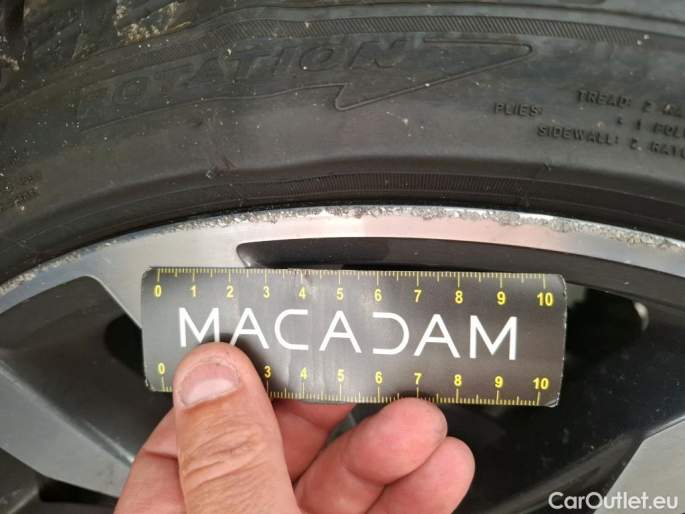 ROTATION
TREAD: 2
PLIES: + 1
SIDEWALL: 2
0 1 2 3 4 5 6 7 8 9 10
MACADAM
0 3 4 5 6 7 8 9 10
CarOutlet.eu